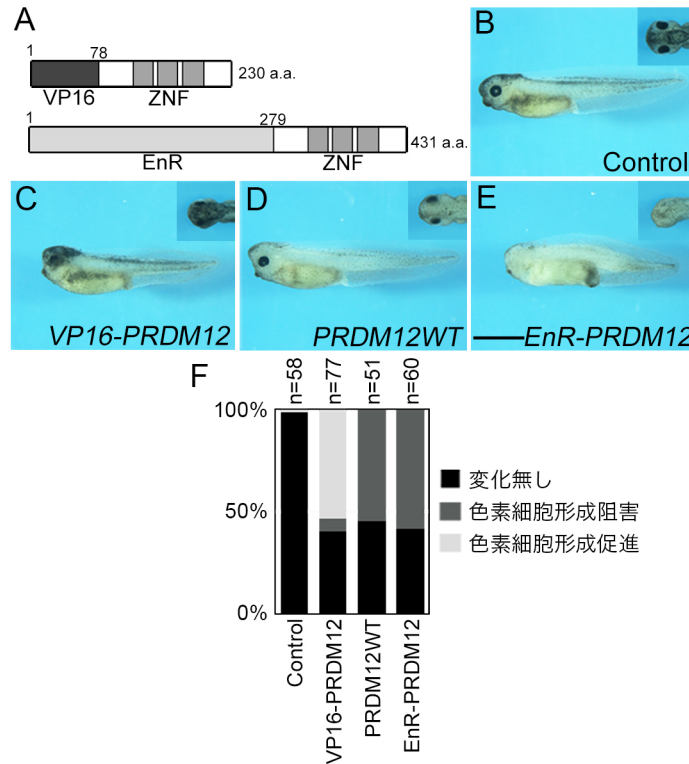 A
1
78
230 a.a.
VP16
ZNF
1
279
431 a.a.
EnR
ZNF
B
Control
C
VP16-PRDM12
D
PRDM12WT
E
EnR-PRDM12
F
n=58
n=77
n=51
n=60
100%
50%
0%
変化無し
色素細胞形成阻害
色素細胞形成促進
Control
VP16-PRDM12
PRDM12WT
EnR-PRDM12